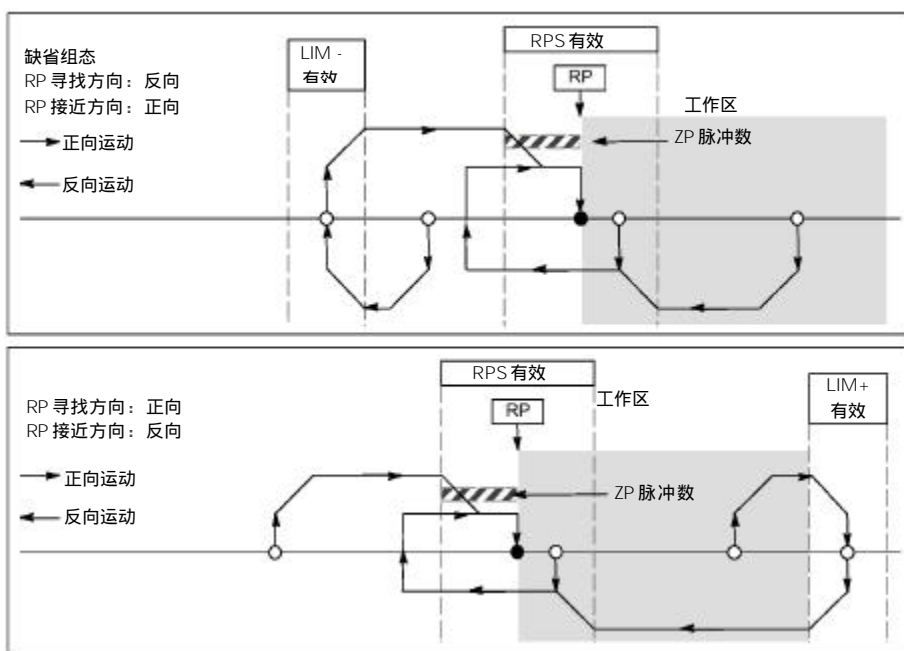 缺省组态
RP 寻找方向：反向
RP 接近方向：正向
正向运动
反向运动
LIM -
有效
RPS 有效
RP
工作区
ZP 脉冲数
RP 寻找方向：正向
RP 接近方向：反向
正向运动
反向运动
RPS 有效
RP
工作区
LIM+
有效
ZP 脉冲数